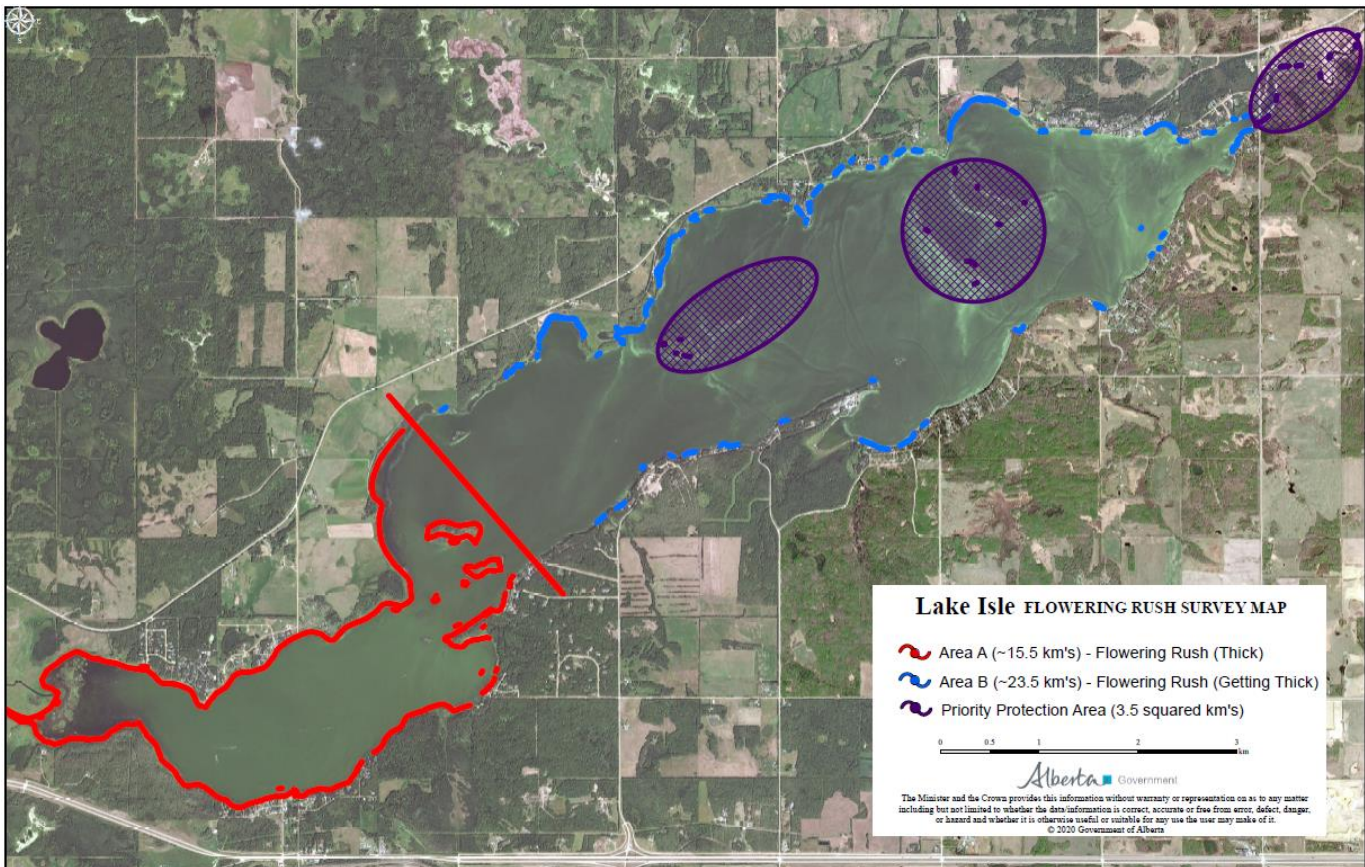 S
Lake Isle FLOWERING RUSH SURVEY MAP
Area A (~15.5 km's) - Flowering Rush (Thick)
Area B (~23.5 km's) - Flowering Rush (Getting Thick)
Priority Protection Area (3.5 squared km's)
0 0.5 1 2 3
km
Alberta Government
The Minister and the Crown provides this information without warranty or representation on as to any matter
including but not limited to whether the data/information is correct, accurate or free from error, defect, danger,
or hazard and whether it is otherwise useful or suitable for any use the user may make of it.
© 2020 Government of Alberta